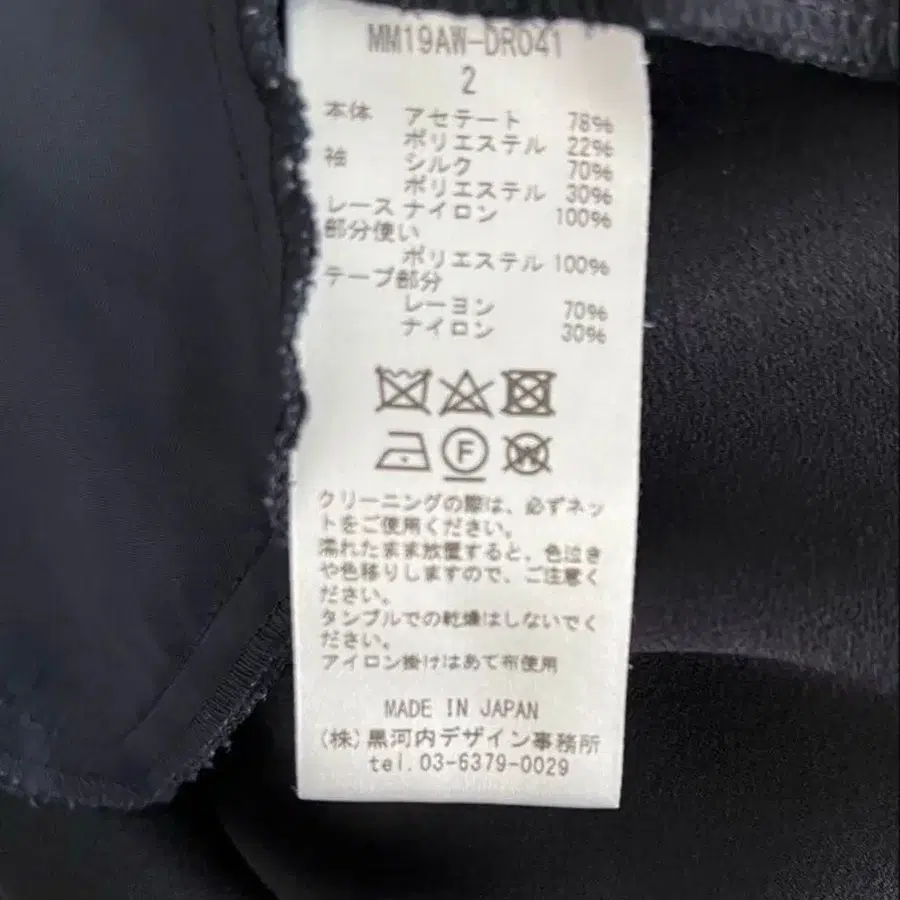 MM19AW-DR041
2
本体 アセテート 78%
ポリエステル 22%
袖 シルク 70%
ポリエステル 30%
レース ナイロン 100%
部分使い
ポリエステル 100%
テープ部分
レーヨン 70%
ナイロン 30%
F W
クリーニングの際は、必ずネッ
トをご使用ください。
濡れたまま放置すると、色泣き
や色移りしますので、ご注意く
ださい。
タンブルでの乾燥はしないでく
ださい。
アイロン掛けはあて布使用
MADE IN JAPAN
(株)黒河内デザイン事務所
tel.03-6379-0029